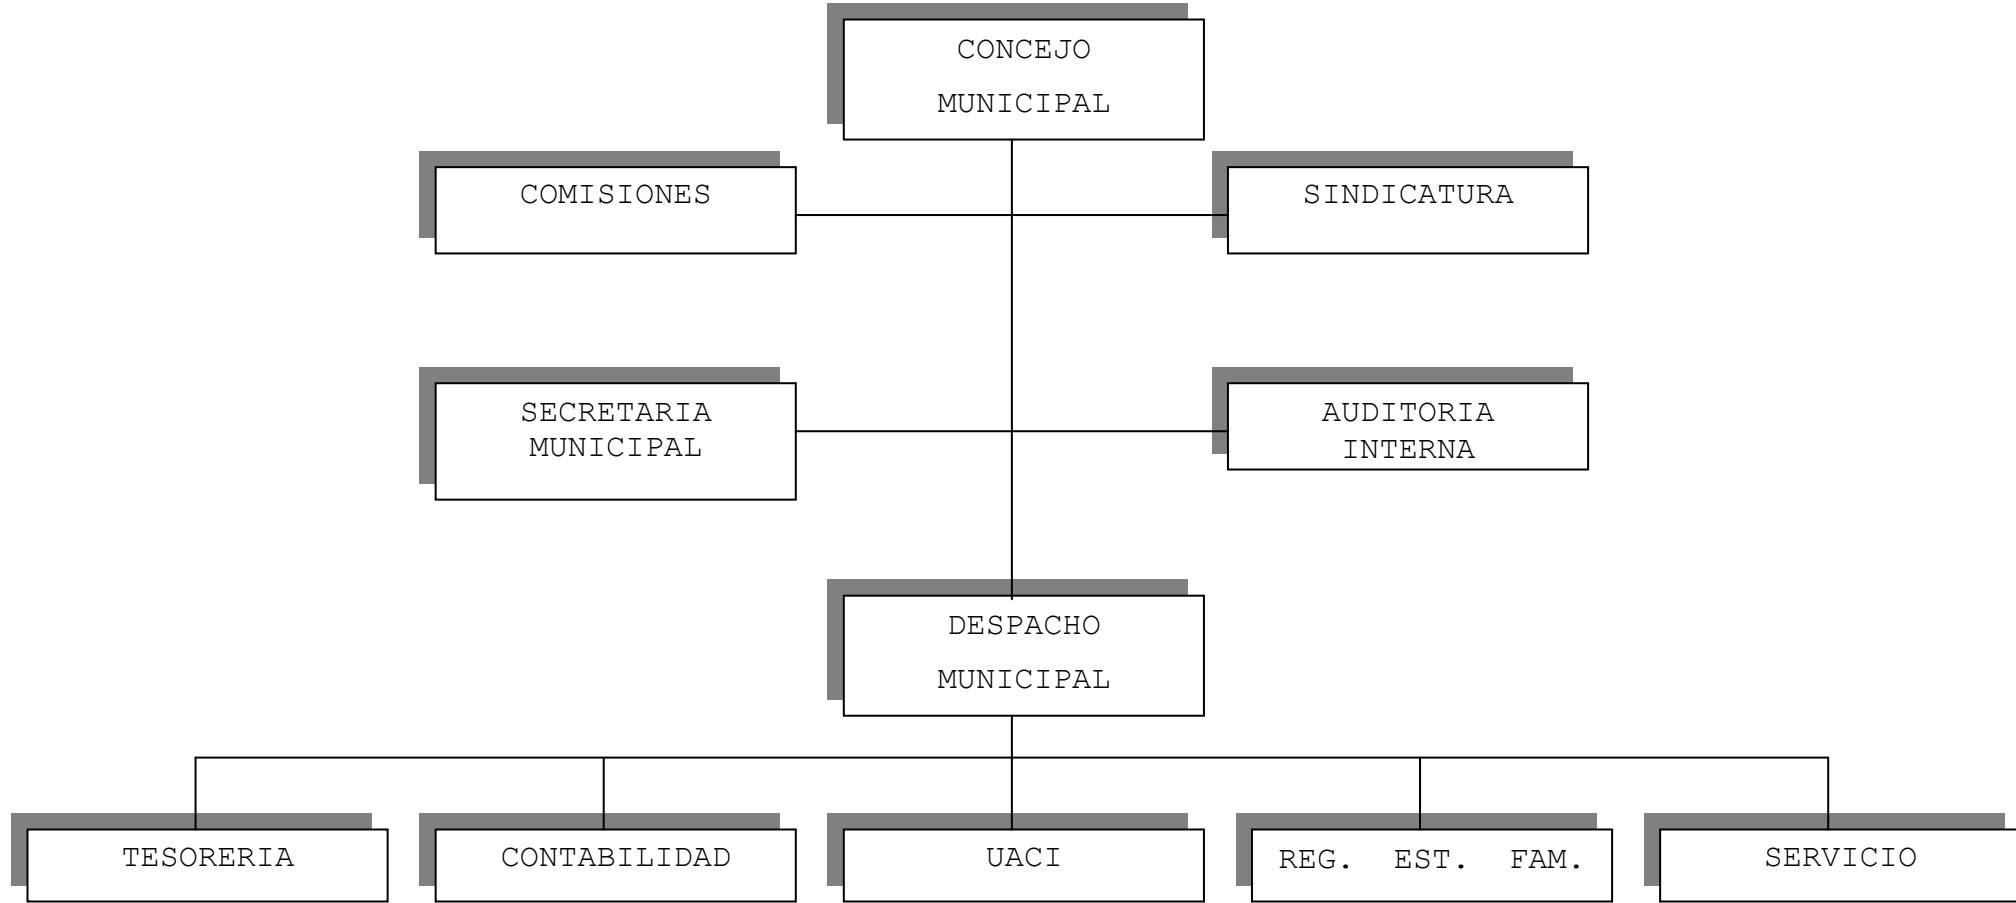 CONCEJO
MUNICIPAL
COMISIONES
SINDICATURA
SECRETARIA
MUNICIPAL
AUDITORIA
INTERNA
DESPACHO
MUNICIPAL
TESORERIA
CONTABILIDAD
UACI
REG. EST. FAM.
SERVICIO